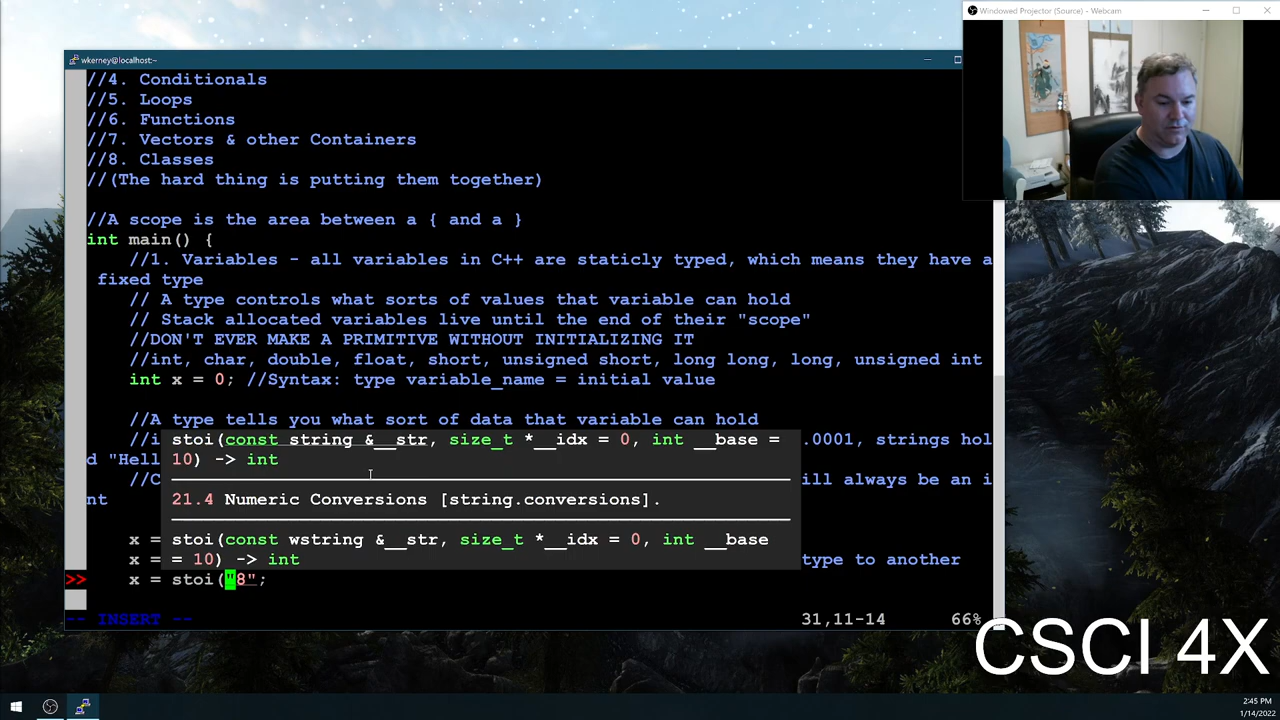 Windowed Projector (Source) - Webcam
wkerney@localhost:~
//4. Conditionals
//5. Loops
//6. Functions
//7. Vectors & other Containers
//8. Classes
//(The hard thing is putting them together)
//A scope is the area between a { and a }
int main() {
//1. Variables - all variables in C++ are staticly typed, which means they have a
fixed type
// A type controls what sorts of values that variable can hold
// Stack allocated variables live until the end of their "scope"
//DON'T EVER MAKE A PRIMITIVE WITHOUT INITIALIZING IT
//int, char, double, float, short, unsigned short, long long, long, unsigned int
int x = 0; //Syntax: type variable_name = initial value
//A type tells you what sort of data that variable can hold
//i stoi(const string &__str, size_t *__idx = 0, int __base = .0001, strings hol
d "Hell 10) -> int
//C ill always be an i
nt 21.4 Numeric Conversions [string.conversions].
x = stoi(const wstring &__str, size_t *__idx = 0, int __base
x = = 10) -> int type to another
>> x = stoi("8";
-- INSERT -- 31,11-14 66%
CSCI 4X
2:45 PM
1/14/2022